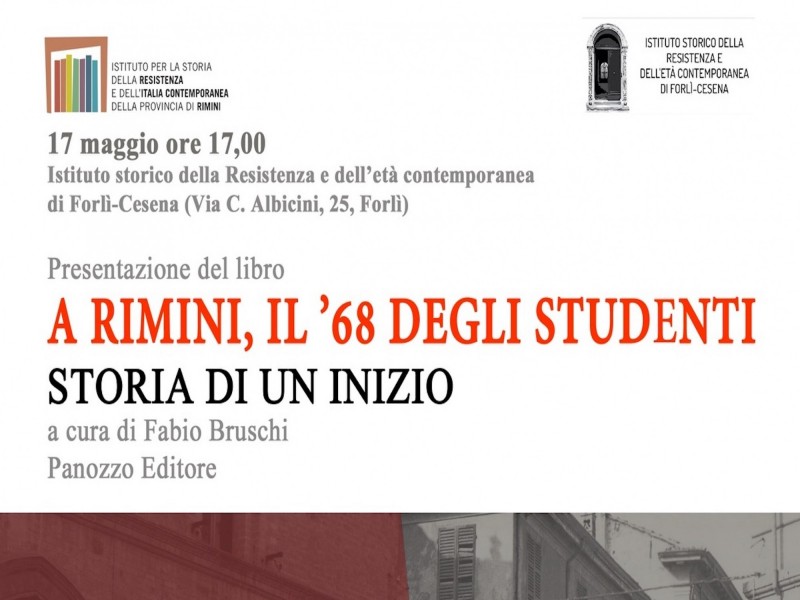 ISTITUTO PER LA STORIA
DELLA RESISTENZA
E DELL'ITALIA CONTEMPORANEA
DELLA PROVINCIA DI RIMINI
ISTITUTO STORICO DELLA
RESISTENZA E
DELL'ETÀ CONTEMPORANEA
DI FORLÌ-CESENA
17 maggio ore 17,00
Istituto storico della Resistenza e dell'età contemporanea
di Forlì-Cesena (Via C. Albicini, 25, Forlì)
Presentazione del libro
A RIMINI, IL ’68 DEGLI STUDENTI
STORIA DI UN INIZIO
a cura di Fabio Bruschi
Panozzo Editore